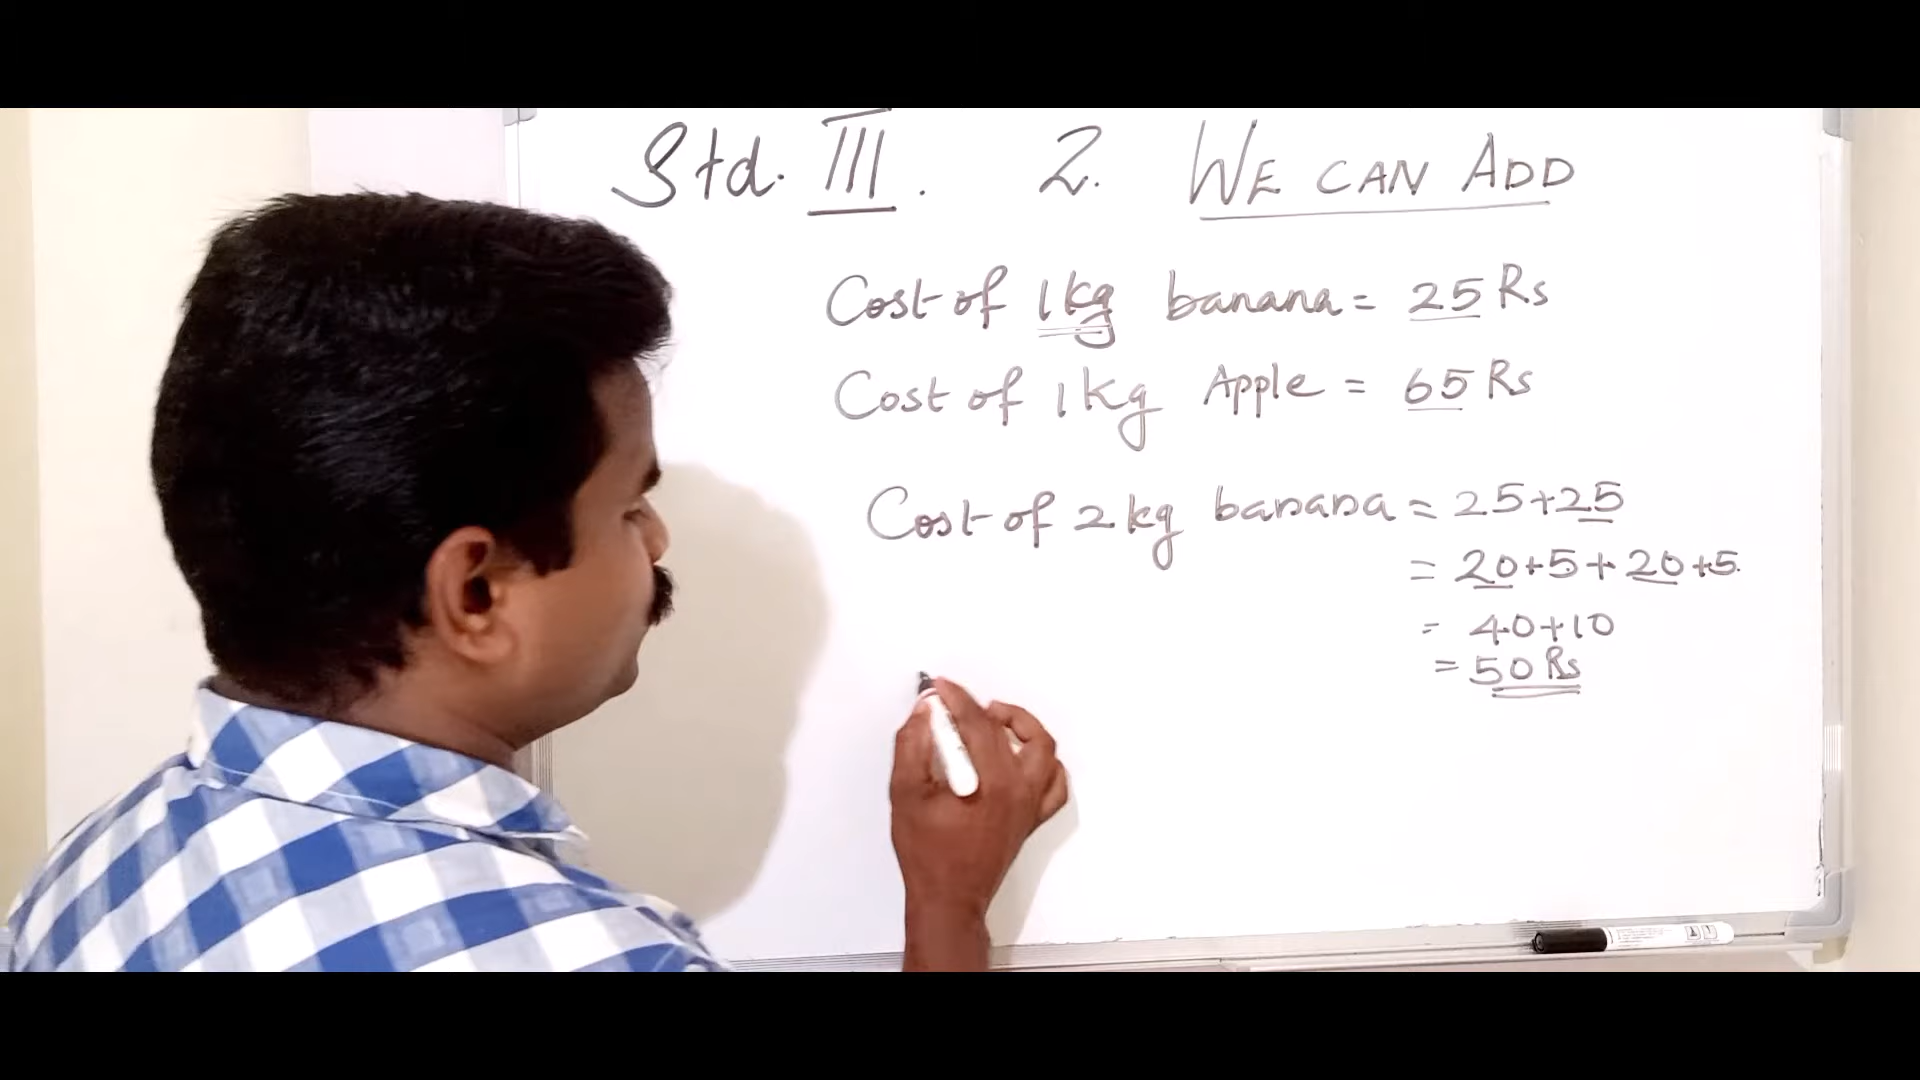 Std. III. 2. WE CAN ADD
Cost of 1kg banana = 25 Rs
Cost of 1kg Apple = 65 Rs
Cost of 2kg banana = 25+25
= 20+5+20+5.
= 40+10
= 50 Rs